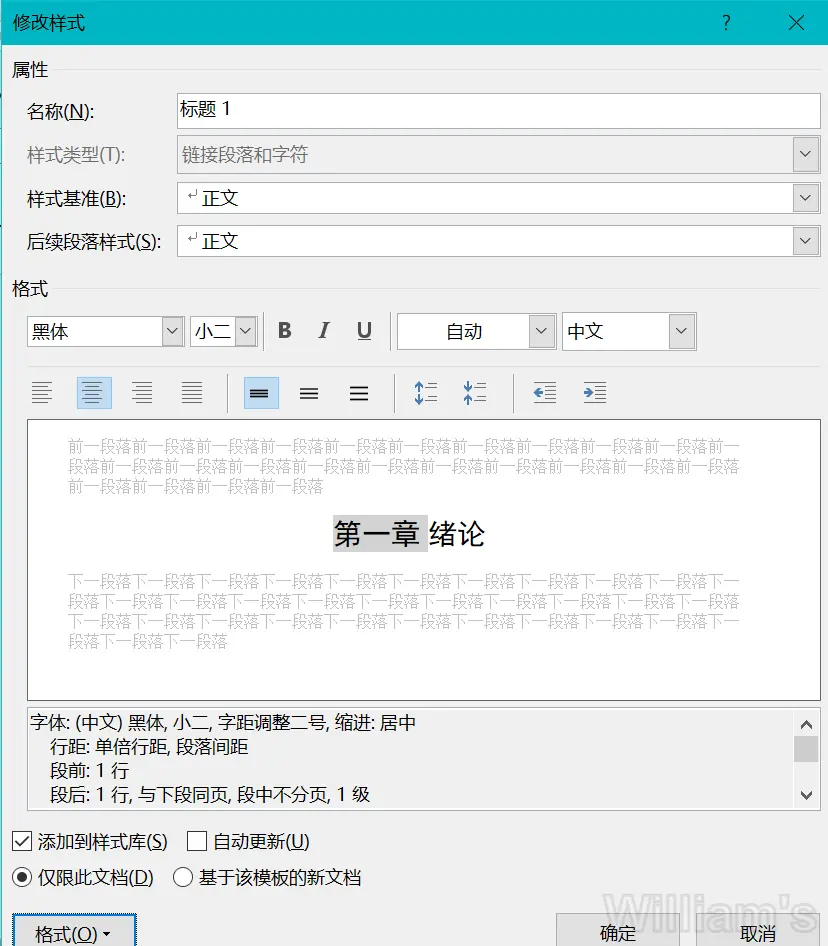 修改样式 ?
属性
名称(N): 标题 1
样式类型(T): 链接段落和字符
样式基准(B): ↵ 正文
后续段落样式(S): ↵ 正文
格式
黑体 小二 B I U 自动 中文
前一段落前一段落前一段落前一段落前一段落前一段落前一段落前一段落前一段落前一段落前一
段落前一段落前一段落前一段落前一段落前一段落前一段落前一段落前一段落前一段落前一段落
前一段落前一段落前一段落前一段落
第一章 绪论
下一段落下一段落下一段落下一段落下一段落下一段落下一段落下一段落下一段落下一段落下一
段落下一段落下一段落下一段落下一段落下一段落下一段落下一段落下一段落下一段落下一段落
下一段落下一段落下一段落下一段落下一段落下一段落下一段落下一段落下一段落下一段落下一
段落下一段落下一段落
字体: (中文) 黑体, 小二, 字距调整二号, 缩进: 居中
行距: 单倍行距, 段落间距
段前: 1 行
段后: 1 行, 与下段同页, 段中不分页, 1 级
添加到样式库(S) 自动更新(U)
仅限此文档(D) 基于该模板的新文档
William's
格式(O) 确定 取消